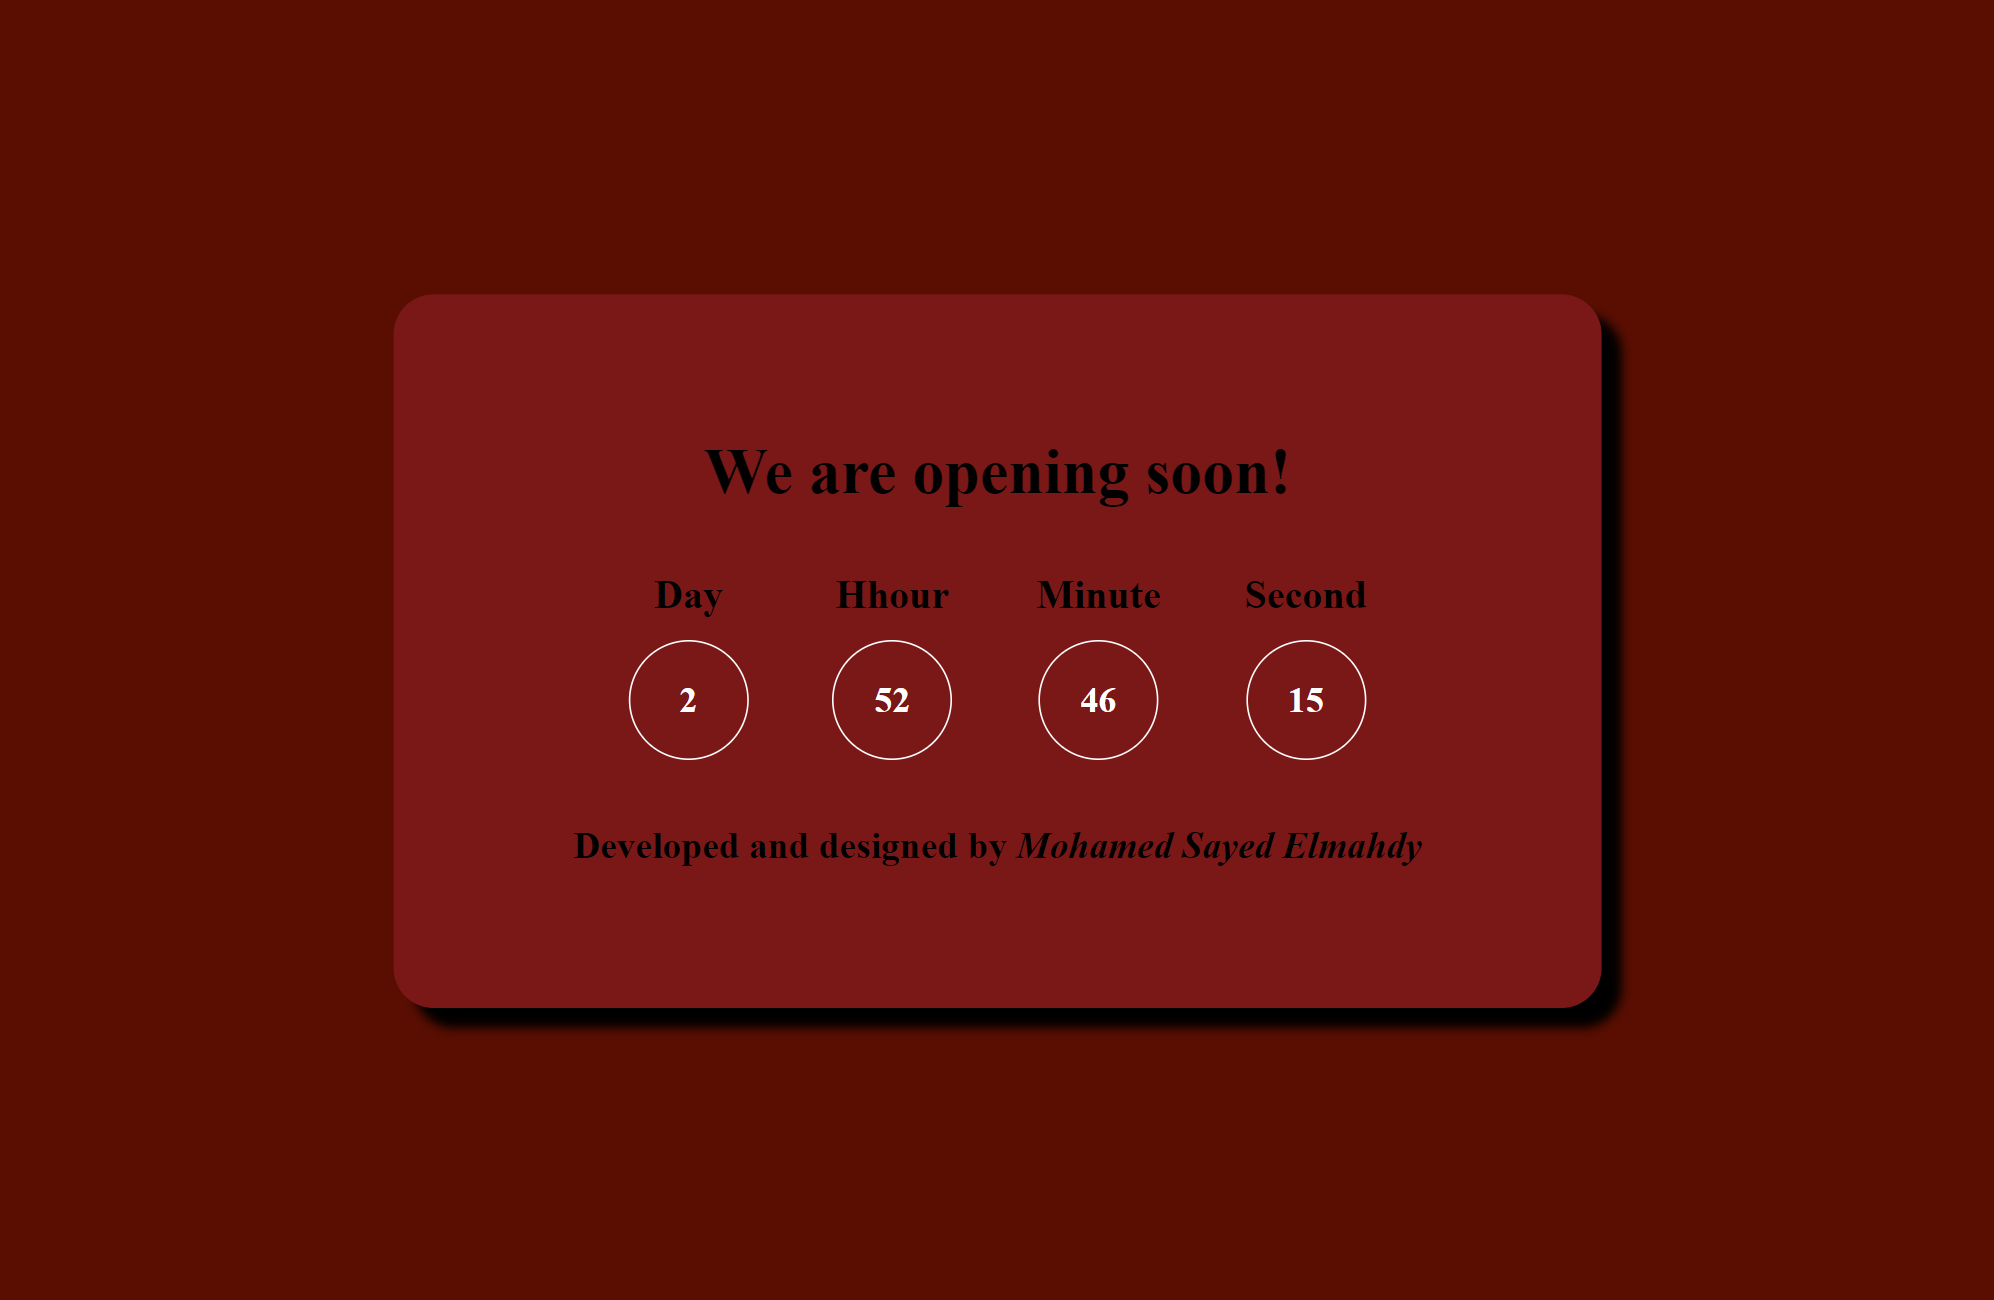 We are opening soon!
Day Hhour Minute Second
2 52 46 15
Developed and designed by Mohamed Sayed Elmahdy